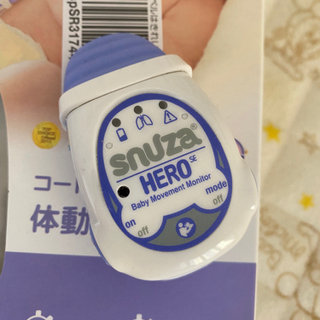 pSR3174
snuza®
HERO SE
Baby Movement Monitor
on
off
mode
off
コード
体動